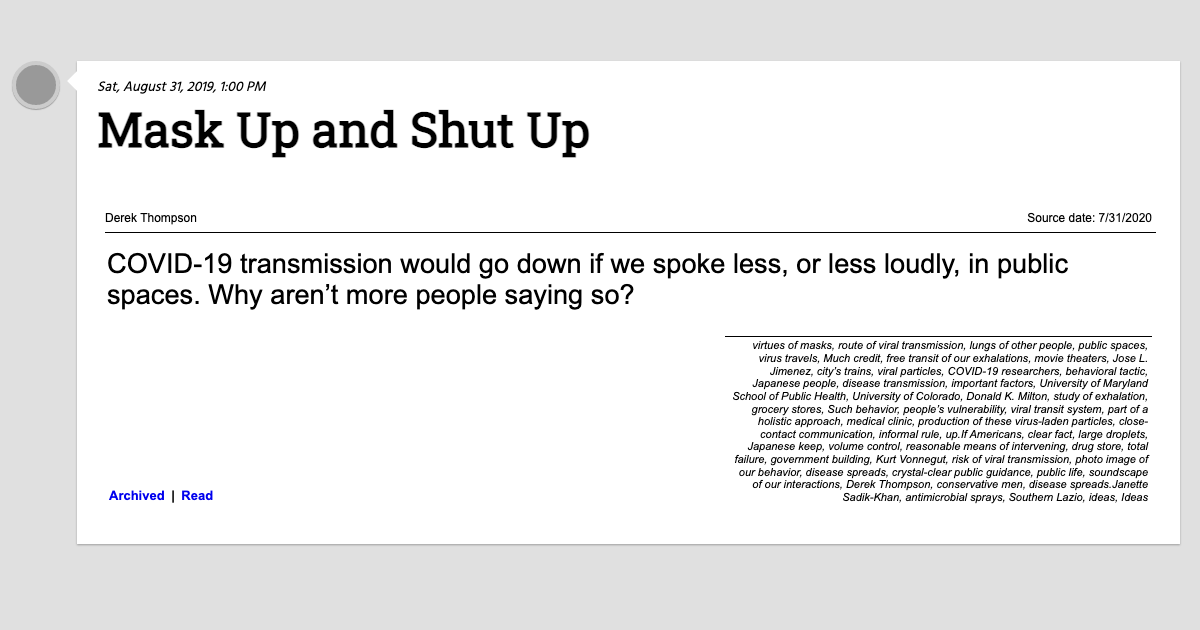 Sat, August 31, 2019, 1:00 PM
Mask Up and Shut Up
Derek Thompson
Source date: 7/31/2020
COVID-19 transmission would go down if we spoke less, or less loudly, in public
spaces. Why aren’t more people saying so?
virtues of masks, route of viral transmission, lungs of other people, public spaces,
virus travels, Much credit, free transit of our exhalations, movie theaters, Jose L.
Jimenez, city’s trains, viral particles, COVID-19 researchers, behavioral tactic,
Japanese people, disease transmission, important factors, University of Maryland
School of Public Health, University of Colorado, Donald K. Milton, study of exhalation,
grocery stores, Such behavior, people’s vulnerability, viral transit system, part of a
holistic approach, medical clinic, production of these virus-laden particles, close-
contact communication, informal rule, up.If Americans, clear fact, large droplets,
Japanese keep, volume control, reasonable means of intervening, drug store, total
failure, government building, Kurt Vonnegut, risk of viral transmission, photo image of
our behavior, disease spreads, crystal-clear public guidance, public life, soundscape
of our interactions, Derek Thompson, conservative men, disease spreads.Janette
Sadik-Khan, antimicrobial sprays, Southern Lazio, ideas, Ideas
Archived | Read